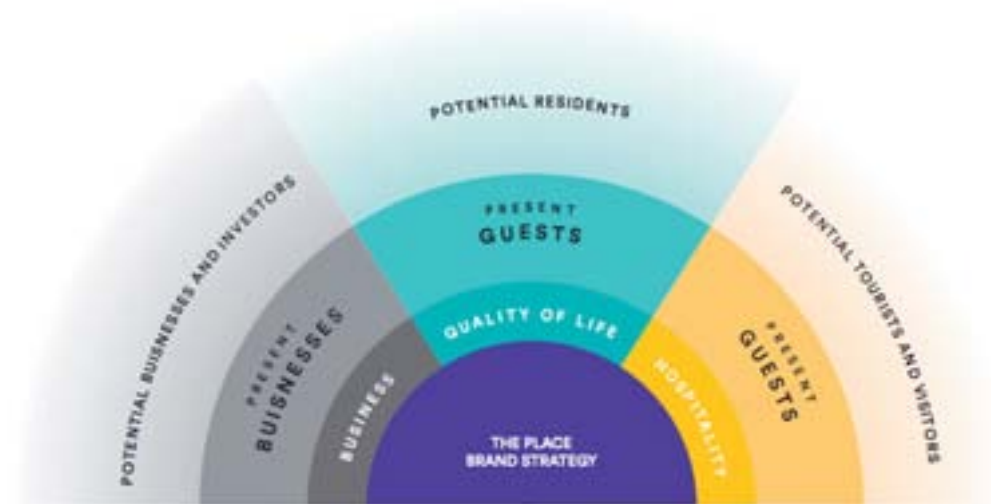 POTENTIAL RESIDENTS
PRESENT
GUESTS
QUALITY OF LIFE
POTENTIAL BUISNESSES AND INVESTORS
PRESENT
BUISNESSES
BUSINESS
POTENTIAL TOURISTS AND VISITORS
PRESENT
GUESTS
HOSPITALITY
THE PLACE
BRAND STRATEGY